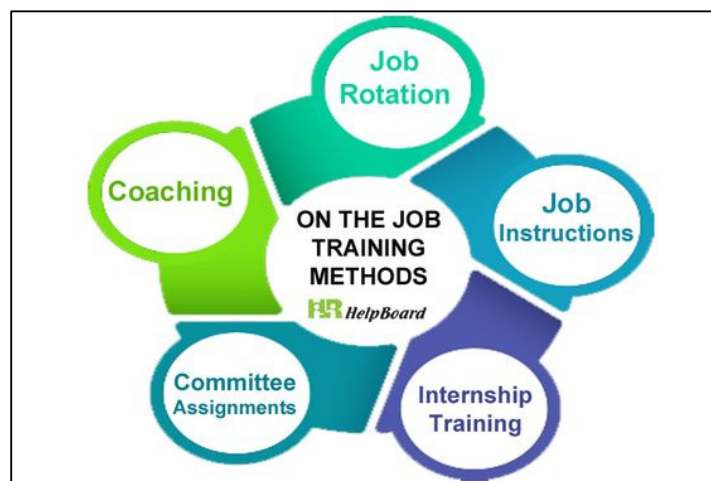 Job
Rotation
Coaching
Job
Instructions
ON THE JOB
TRAINING
METHODS
HR HelpBoard
Committee
Assignments
Internship
Training